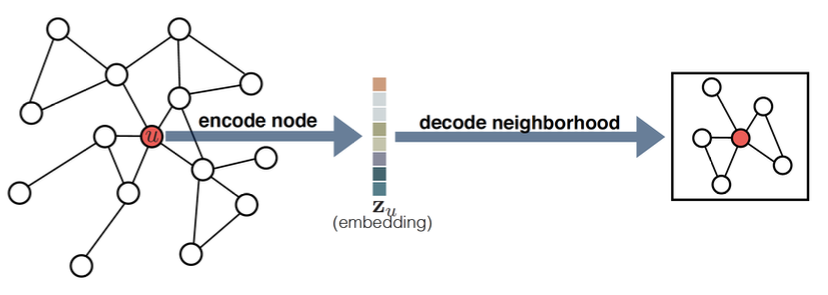 u
encode node
decode neighborhood
z_u
(embedding)